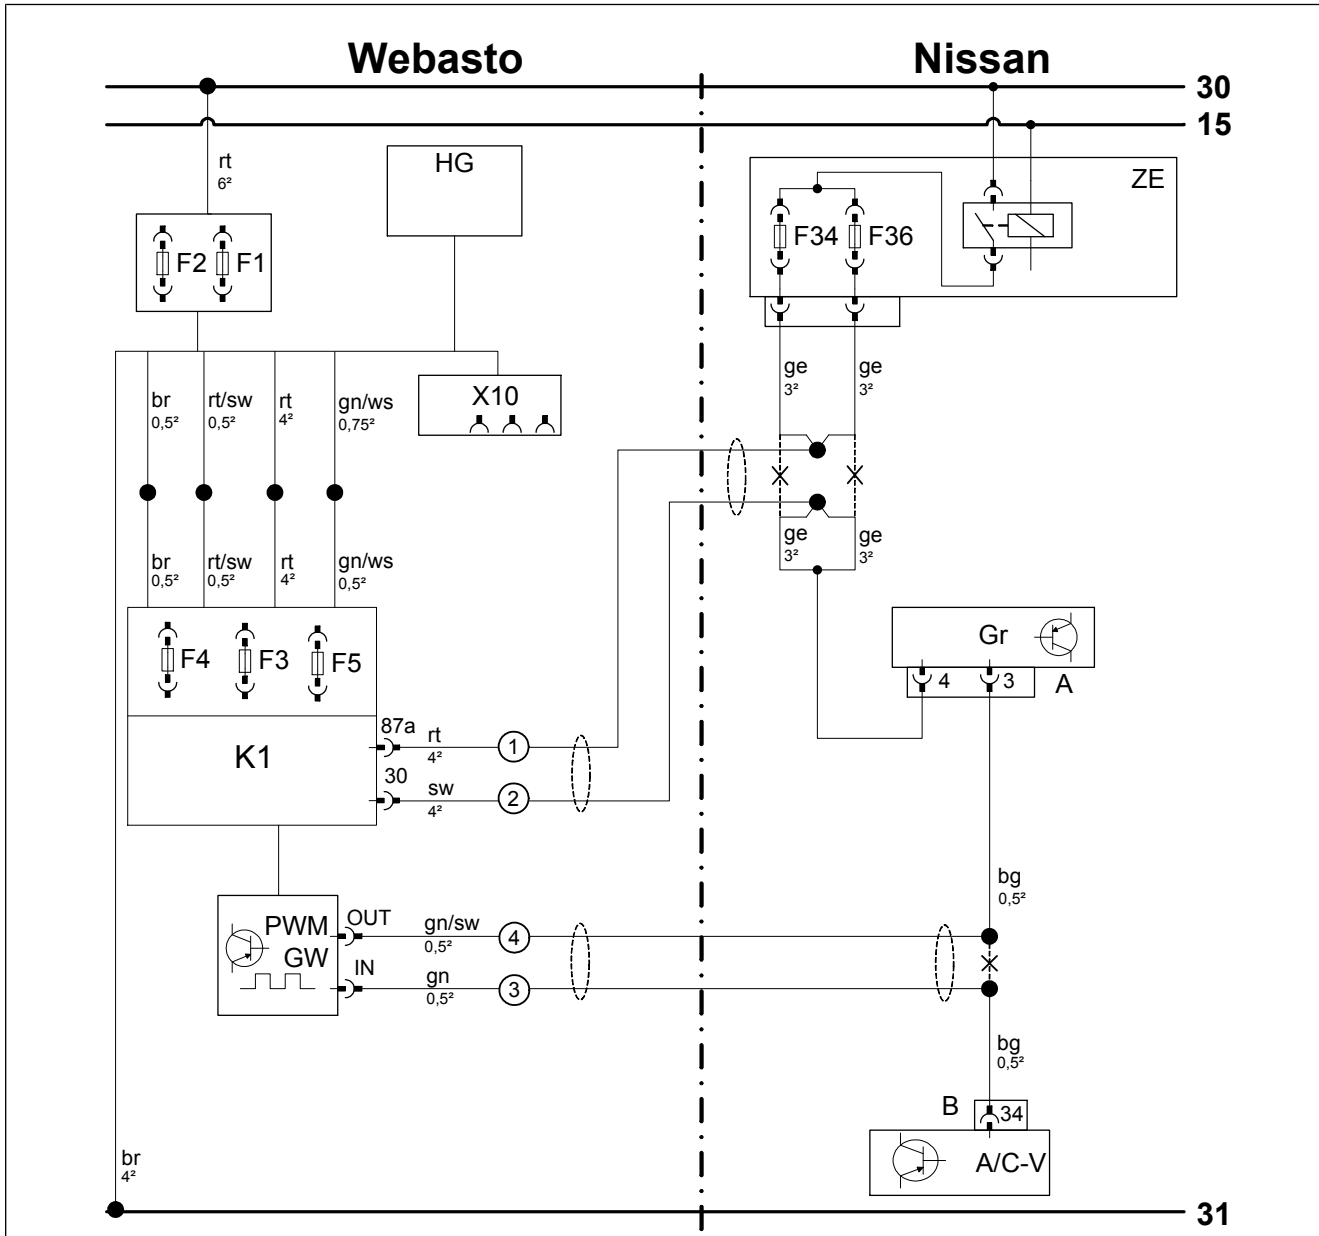 Webasto Nissan
30
15
rt
6²
HG
ZE
F2 F1
F34 F36
br
0,5²
rt/sw
0,5²
rt
4²
gn/ws
0,75²
X10
ge
3²
ge
3²
br
0,5²
rt/sw
0,5²
rt
4²
gn/ws
0,5²
ge
3²
ge
3²
F4 F3 F5
Gr
4 3
A
K1
87a
rt
4²
1
30
sw
4²
2
bg
0,5²
PWM
GW
OUT
gn/sw
0,5²
4
IN
gn
0,5²
3
bg
0,5²
B 34
A/C-V
br
4²
31